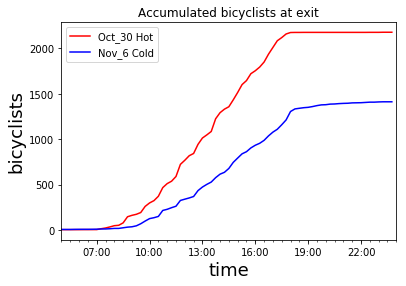 Accumulated bicyclists at exit
Oct_30 Hot
Nov_6 Cold
2000
1500
1000
500
0
bicyclists
07:00 10:00 13:00 16:00 19:00 22:00
time